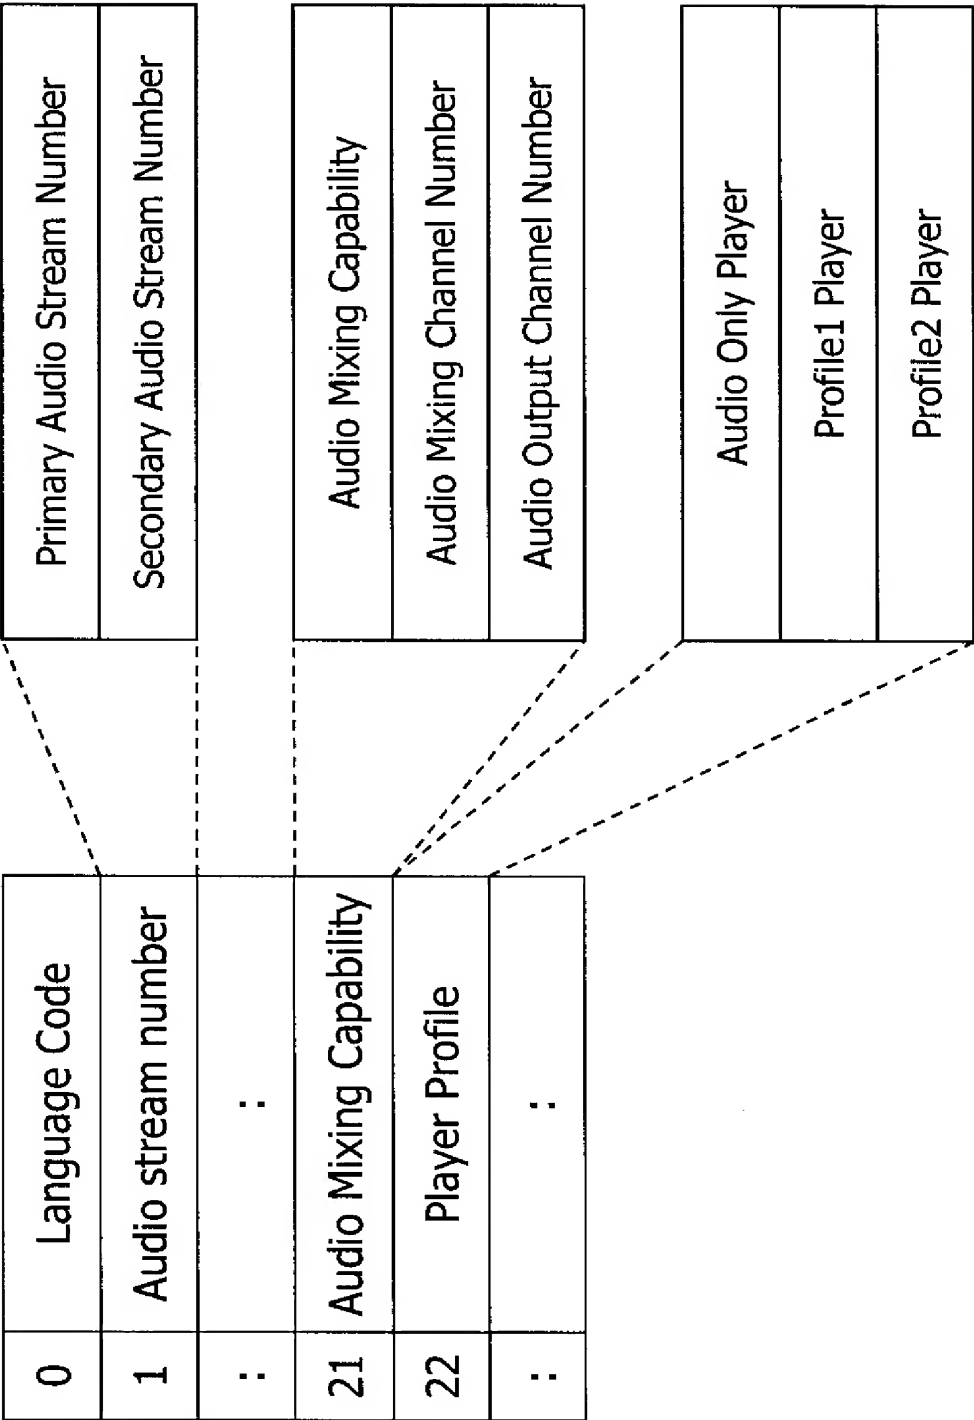 0 Language Code
1 Audio stream number
: :
21 Audio Mixing Capability
22 Player Profile
: :
Primary Audio Stream Number
Secondary Audio Stream Number
Audio Mixing Capability
Audio Mixing Channel Number
Audio Output Channel Number
Audio Only Player
Profile1 Player
Profile2 Player